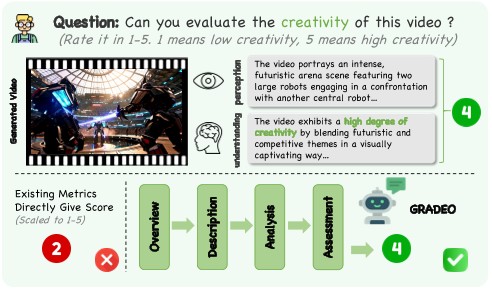 Question: Can you evaluate the creativity of this video ?
(Rate it in 1-5. 1 means low creativity, 5 means high creativity)
Generated Video
perception
The video portrays an intense,
futuristic arena scene featuring two
large robots engaging in a confrontation
with another central robot...
understanding
The video exhibits a high degree of
creativity by blending futuristic and
competitive themes in a visually
captivating way...
4
Existing Metrics
Directly Give Score
(Scaled to 1-5)
2
Overview
Description
Analysis
Assessment
4
GRADEO